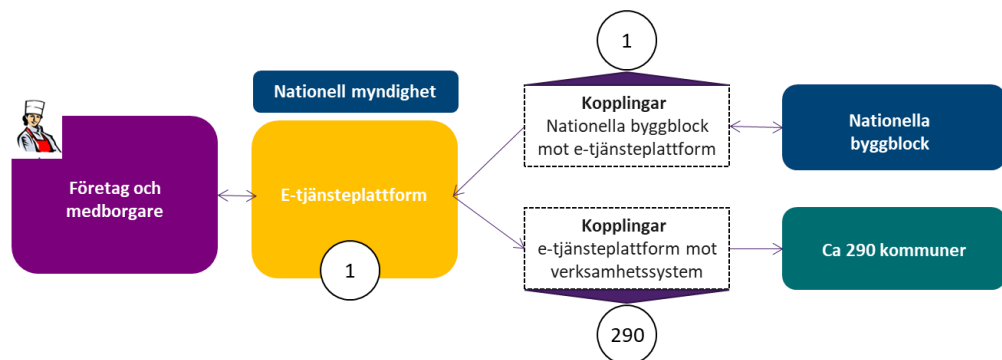 1
Nationell myndighet
Kopplingar
Nationella byggblock
mot e-tjänsteplattform
Nationella
byggblock
Företag och
medborgare
E-tjänsteplattform
Kopplingar
e-tjänsteplattform mot
verksamhetssystem
Ca 290 kommuner
1
290